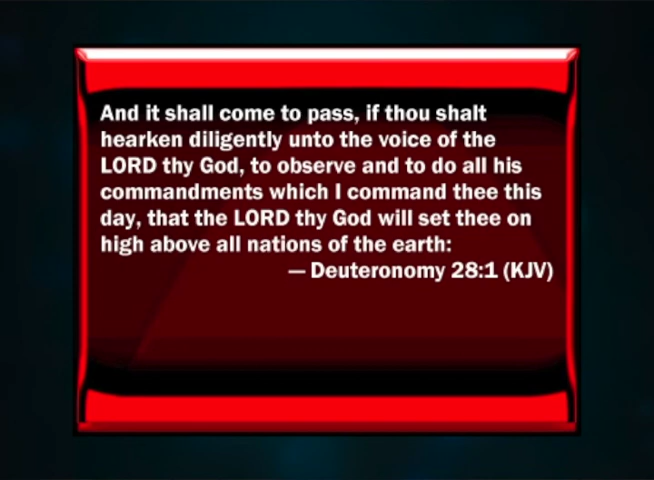 And it shall come to pass, if thou shalt
hearken diligently unto the voice of the
LORD thy God, to observe and to do all his
commandments which I command thee this
day, that the LORD thy God will set thee on
high above all nations of the earth:
— Deuteronomy 28:1 (KJV)